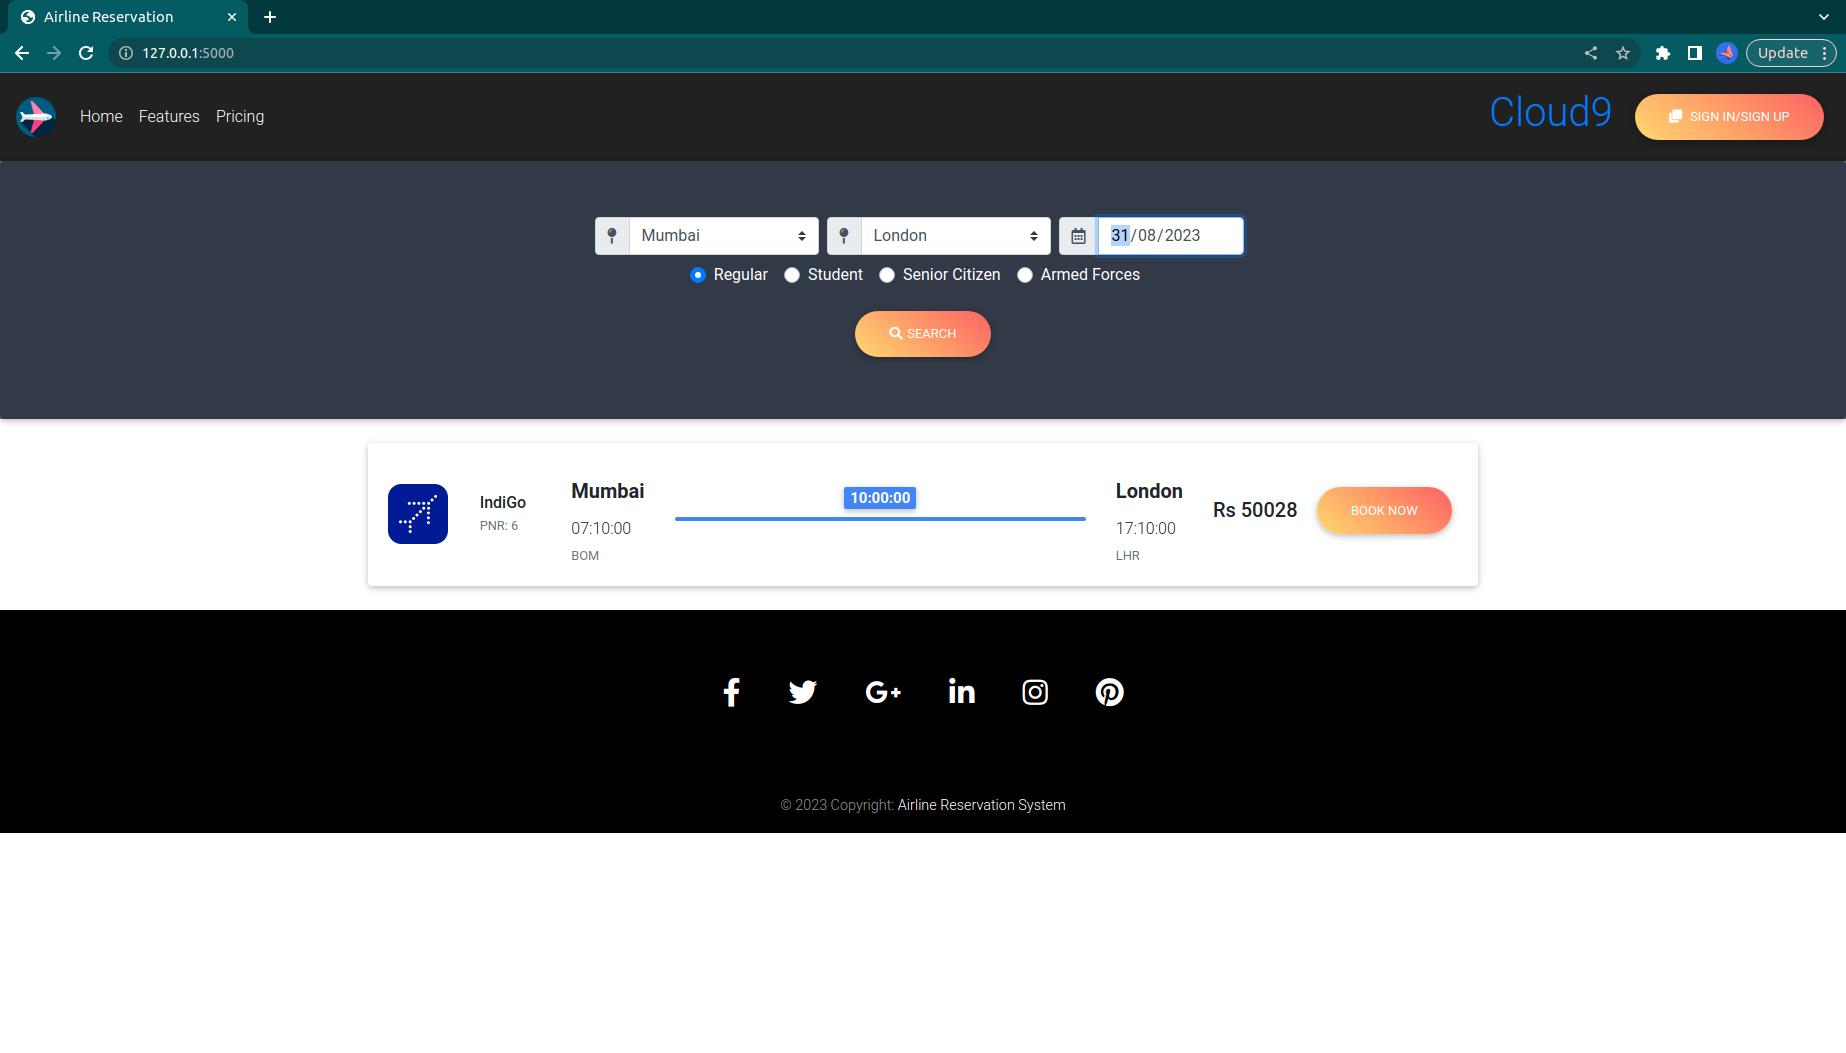 Airline Reservation
127.0.0.1:5000
Update
Home Features Pricing
Cloud9
SIGN IN/SIGN UP
Mumbai London 31/08/2023
Regular Student Senior Citizen Armed Forces
SEARCH
IndiGo
PNR: 6
Mumbai
07:10:00
BOM
10:00:00
London
17:10:00
LHR
Rs 50028
BOOK NOW
© 2023 Copyright: Airline Reservation System